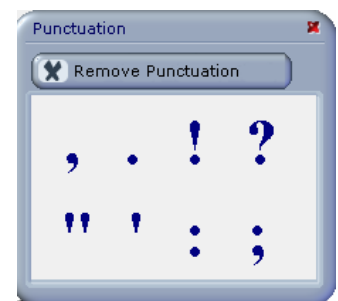 Punctuation
Remove Punctuation
, . ! ?
" ' : ;